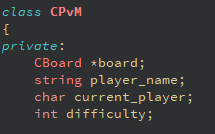 class CPvM
{
private:
    CBoard *board;
    string player_name;
    char current_player;
    int difficulty;